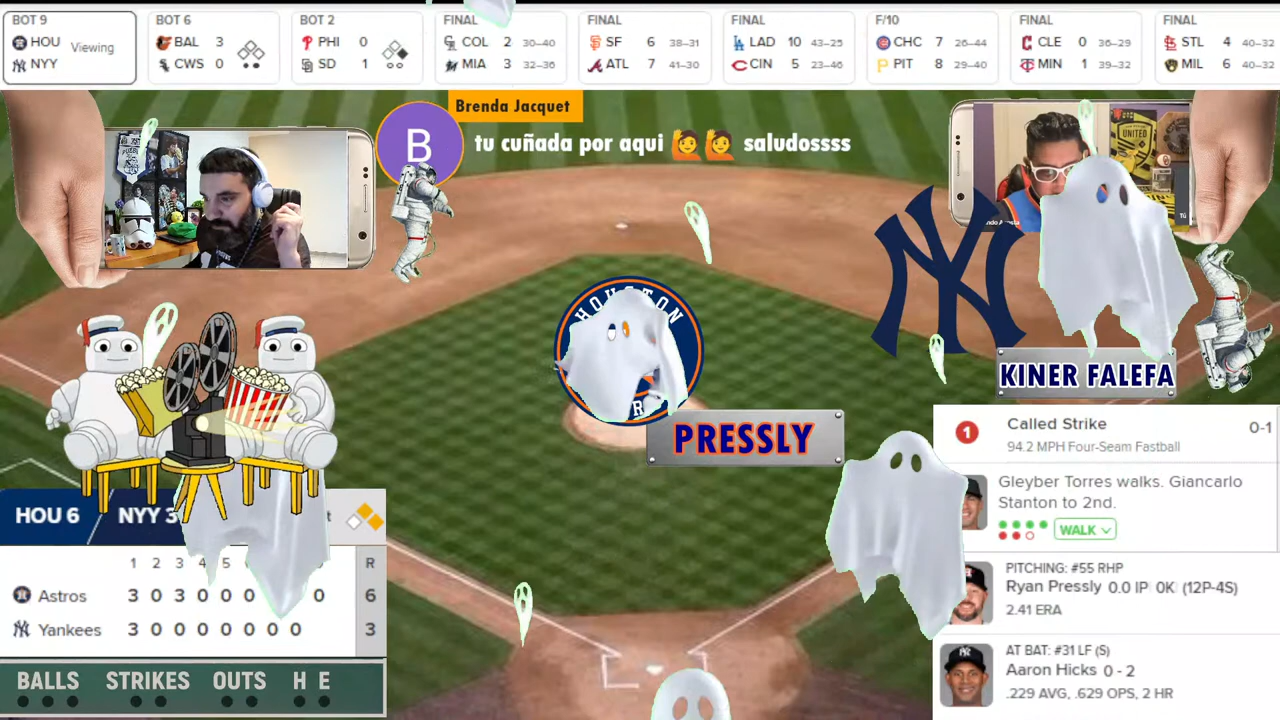 BOT 9
HOU
NYY
Viewing
BOT 6
BAL 3
CWS 0
BOT 2
PHI 0
SD 1
FINAL
COL 2 30-40
MIA 3 32-36
FINAL
SF 6 38-31
ATL 7 41-30
FINAL
LAD 10 43-25
CIN 5 23-46
F/10
CHC 7 26-44
PIT 8 29-40
FINAL
CLE 0 36-29
MIN 1 39-32
FINAL
STL 4 40-32
MIL 6 40-32
Brenda Jacquet
B
tu cuñada por aqui 🙋🙋 saludossss
UNITED
HOUSTON
NY
KINER FALEFA
PRESSLY
1 Called Strike 0-1
94.2 MPH Four-Seam Fastball
Gleyber Torres walks. Giancarlo
Stanton to 2nd.
WALK
PITCHING: #55 RHP
Ryan Pressly 0.0 IP 0K (12P-4S)
2.41 ERA
AT BAT: #31 LF (S)
Aaron Hicks 0 - 2
.229 AVG, .629 OPS, 2 HR
HOU 6 NYY 3
1 2 3 4 5 R
Astros 3 0 3 0 0 0 0 6
Yankees 3 0 0 0 0 0 0 0 3
BALLS STRIKES OUTS H E